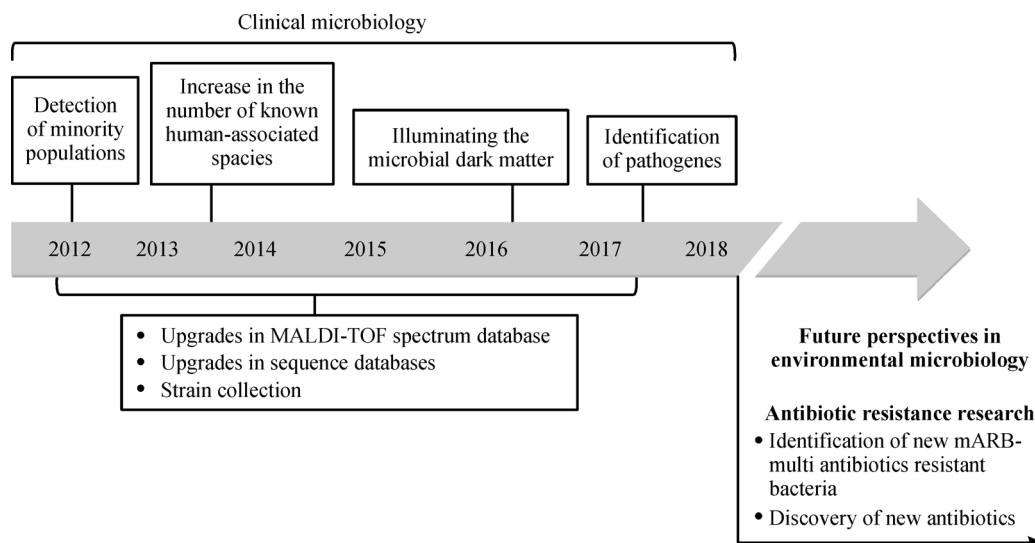 Clinical microbiology
Detection
of minority
populations
Increase in the
number of known
human-associated
spacies
Illuminating the
microbial dark matter
Identification
of pathogenes
2012 2013 2014 2015 2016 2017 2018
• Upgrades in MALDI-TOF spectrum database
• Upgrades in sequence databases
• Strain collection
Future perspectives in
environmental microbiology
Antibiotic resistance research
• Identification of new mARB-
multi antibiotics resistant
bacteria
• Discovery of new antibiotics